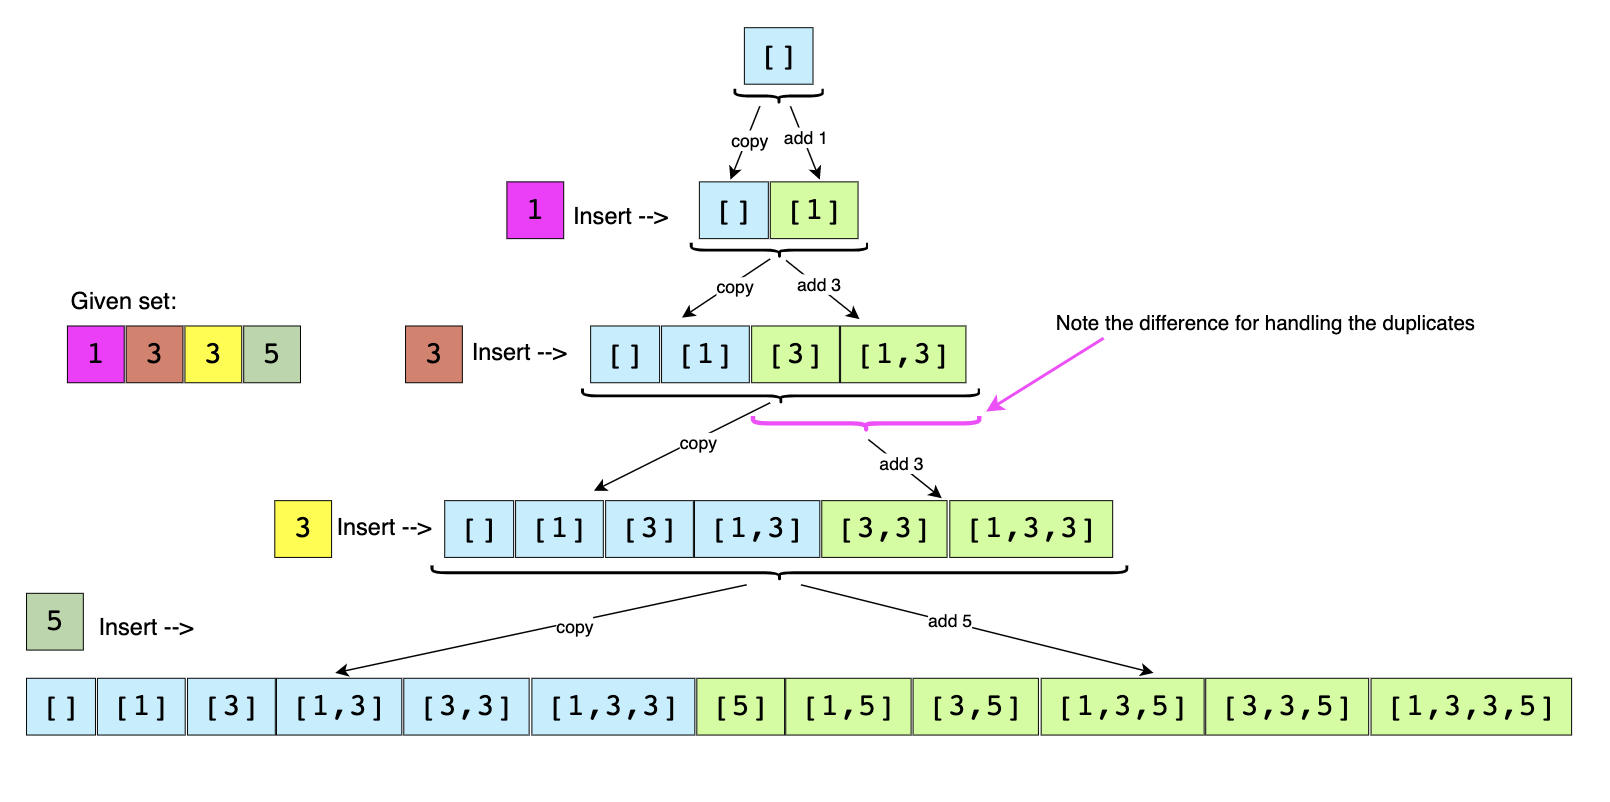 []
copy
add 1
1
Insert -->
[] [1]
copy
add 3
Given set:
1 3 3 5
3
Insert -->
[] [1] [3] [1,3]
Note the difference for handling the duplicates
copy
add 3
3
Insert -->
[] [1] [3] [1,3] [3,3] [1,3,3]
5
Insert -->
copy
add 5
[] [1] [3] [1,3] [3,3] [1,3,3] [5] [1,5] [3,5] [1,3,5] [3,3,5] [1,3,3,5]